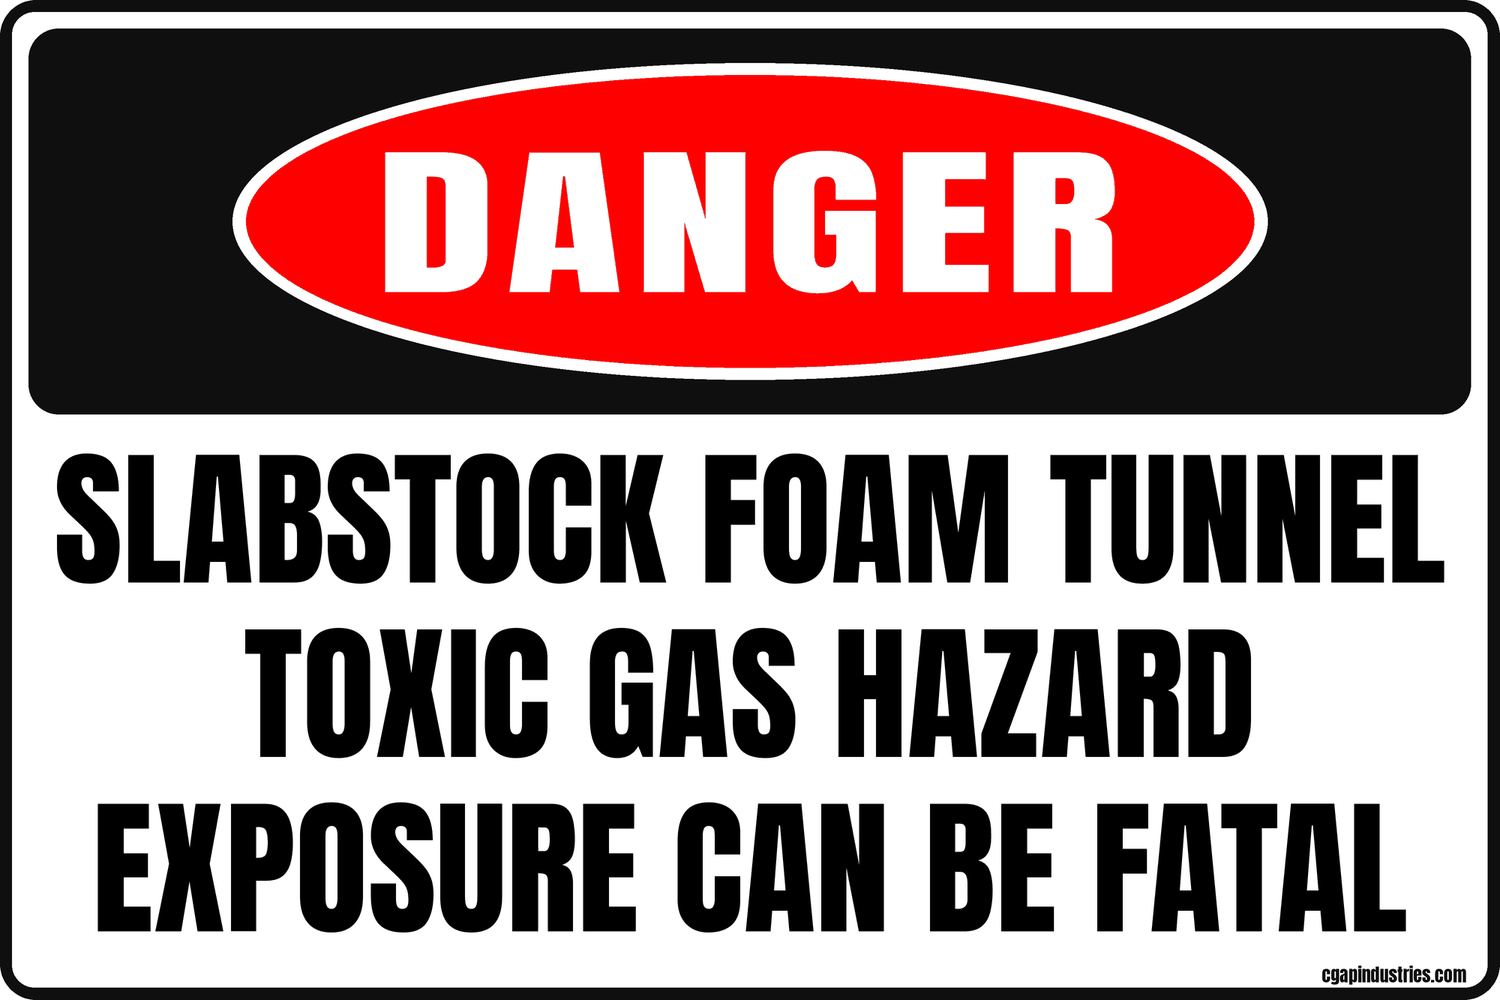 DANGER
SLABSTOCK FOAM TUNNEL
TOXIC GAS HAZARD
EXPOSURE CAN BE FATAL
cgapindustries.com